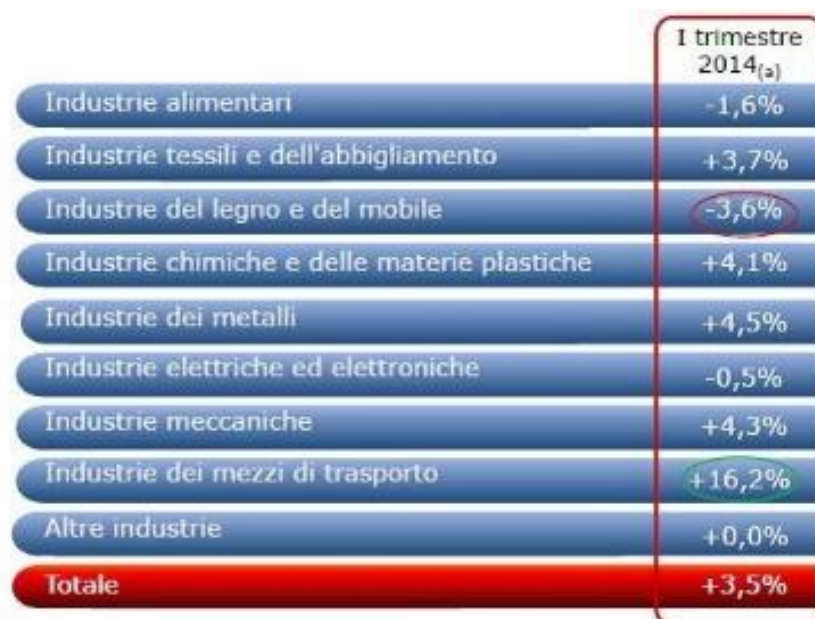 I trimestre
2014(a)
Industrie alimentari -1,6%
Industrie tessili e dell'abbigliamento +3,7%
Industrie del legno e del mobile -3,6%
Industrie chimiche e delle materie plastiche +4,1%
Industrie dei metalli +4,5%
Industrie elettriche ed elettroniche -0,5%
Industrie meccaniche +4,3%
Industrie dei mezzi di trasporto +16,2%
Altre industrie +0,0%
Totale +3,5%